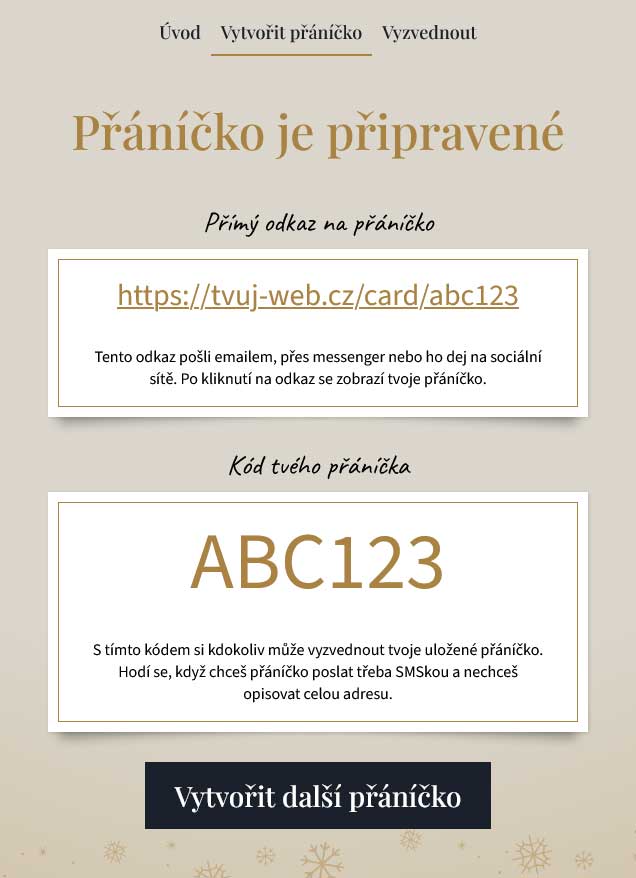 Úvod Vytvořit přáníčko Vyzvednout
Přáníčko je připravené
Přímý odkaz na přáníčko
https://tvuj-web.cz/card/abc123
Tento odkaz pošli emailem, přes messenger nebo ho dej na sociální
sítě. Po kliknutí na odkaz se zobrazí tvoje přáníčko.
Kód tvého přáníčka
ABC123
S tímto kódem si kdokoliv může vyzvednout tvoje uložené přáníčko.
Hodí se, když chceš přáníčko poslat třeba SMSkou a nechceš
opisovat celou adresu.
Vytvořit další přáníčko